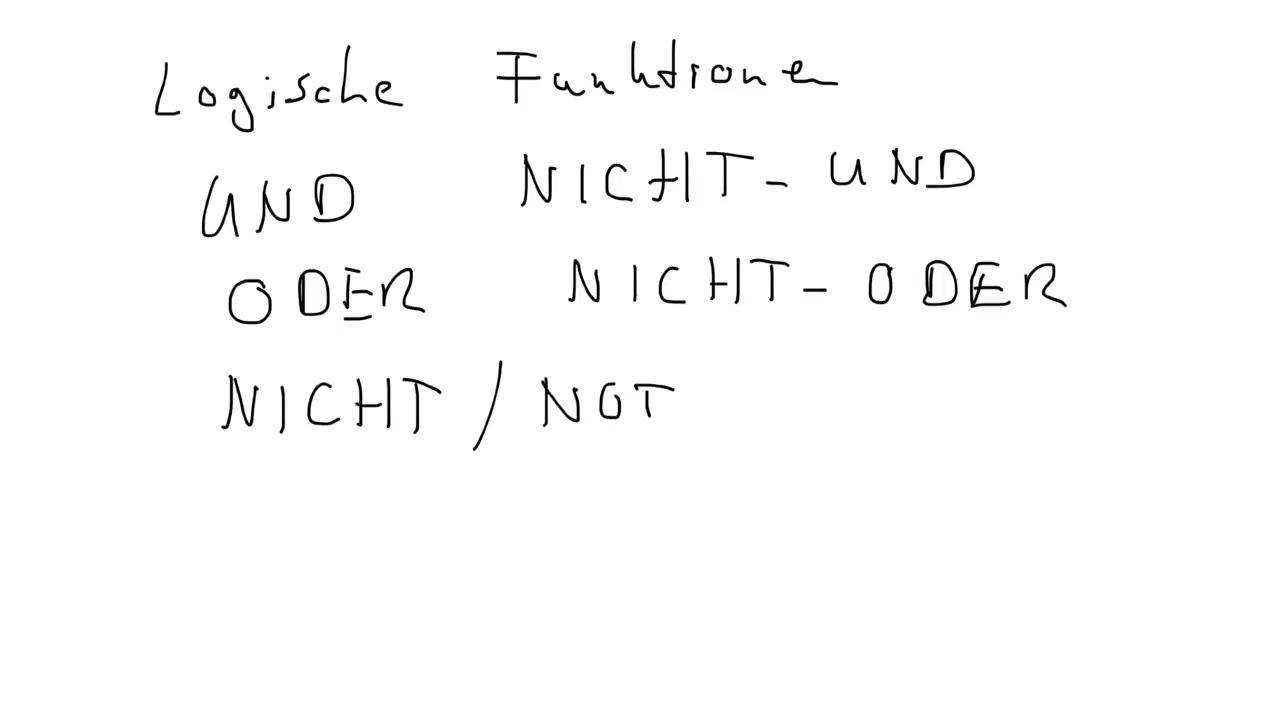 Logische Funktionen
UND NICHT-UND
ODER NICHT-ODER
NICHT / NOT